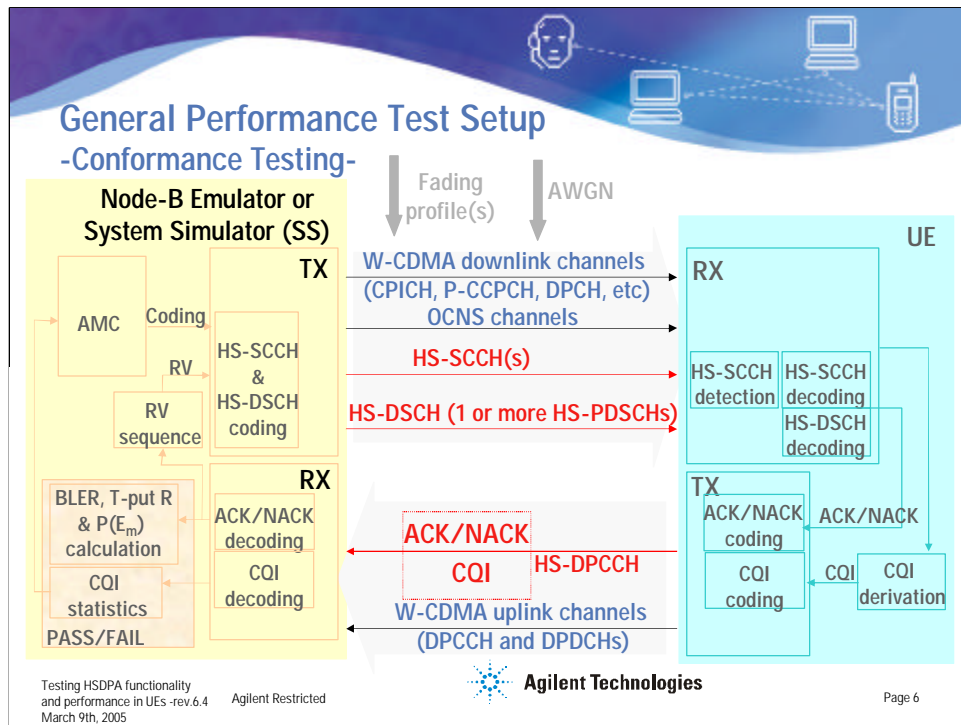 General Performance Test Setup
-Conformance Testing-
Fading
profile(s)
AWGN
Node-B Emulator or
System Simulator (SS)
TX
AMC
Coding
RV
RV
sequence
HS-SCCH
&
HS-DSCH
coding
RX
BLER, T-put R
& P(Em)
calculation
ACK/NACK
decoding
CQI
statistics
CQI
decoding
PASS/FAIL
W-CDMA downlink channels
(CPICH, P-CCPCH, DPCH, etc)
OCNS channels
HS-SCCH(s)
HS-DSCH (1 or more HS-PDSCHs)
ACK/NACK
CQI
HS-DPCCH
W-CDMA uplink channels
(DPCCH and DPDCHs)
UE
RX
HS-SCCH
detection
HS-SCCH
decoding
HS-DSCH
decoding
TX
ACK/NACK
coding
ACK/NACK
CQI
coding
CQI
CQI
derivation
Testing HSDPA functionality
and performance in UEs -rev.6.4
March 9th, 2005
Agilent Restricted
Agilent Technologies
Page 6